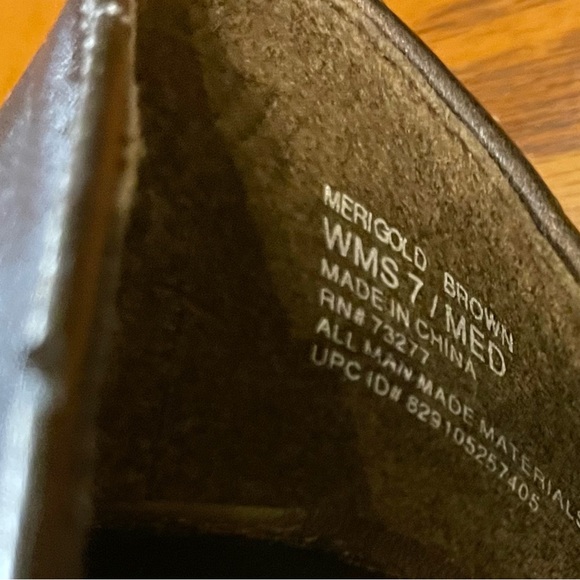 MERIGOLD BROWN
WMS 7 / MED
MADE IN CHINA
RN# 73277
ALL MAN MADE MATERIALS
UPC ID# 829105257405